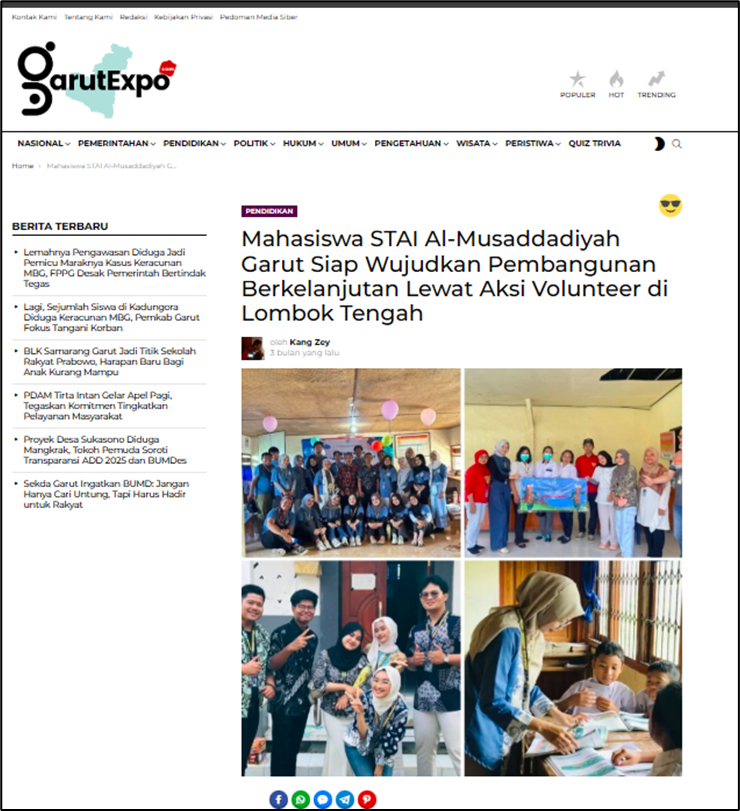 Kontak Kami Tentang Kami Redaksi Kebijakan Privasi Pedoman Media Siber
garutExpo
.com
POPULER HOT TRENDING
NASIONAL PEMERINTAHAN PENDIDIKAN POLITIK HUKUM UMUM PENGETAHUAN WISATA PERISTIWA QUIZ TRIVIA
Home › Mahasiswa STAI Al-Musaddadiyah G...
BERITA TERBARU
Lemahnya Pengawasan Diduga Jadi
Pemicu Maraknya Kasus Keracunan
MBG, FPPG Desak Pemerintah Bertindak
Tegas
Lagi, Sejumlah Siswa di Kadungora
Diduga Keracunan MBG, Pemkab Garut
Fokus Tangani Korban
BLK Samarang Garut Jadi Titik Sekolah
Rakyat Prabowo, Harapan Baru Bagi
Anak Kurang Mampu
PDAM Tirta Intan Gelar Apel Pagi,
Tegaskan Komitmen Tingkatkan
Pelayanan Masyarakat
Proyek Desa Sukasono Diduga
Mangkrak, Tokoh Pemuda Soroti
Transparansi ADD 2025 dan BUMDes
Sekda Garut Ingatkan BUMD: Jangan
Hanya Cari Untung, Tapi Harus Hadir
untuk Rakyat
PENDIDIKAN
Mahasiswa STAI Al-Musaddadiyah
Garut Siap Wujudkan Pembangunan
Berkelanjutan Lewat Aksi Volunteer di
Lombok Tengah
oleh Kang Zey
3 bulan yang lalu